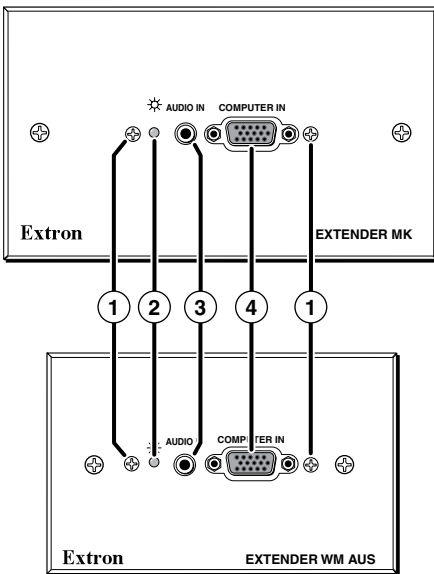 AUDIO IN COMPUTER IN
Extron EXTENDER MK
1 2 3 4 1
AUDIO COMPUTER IN
Extron EXTENDER WM AUS